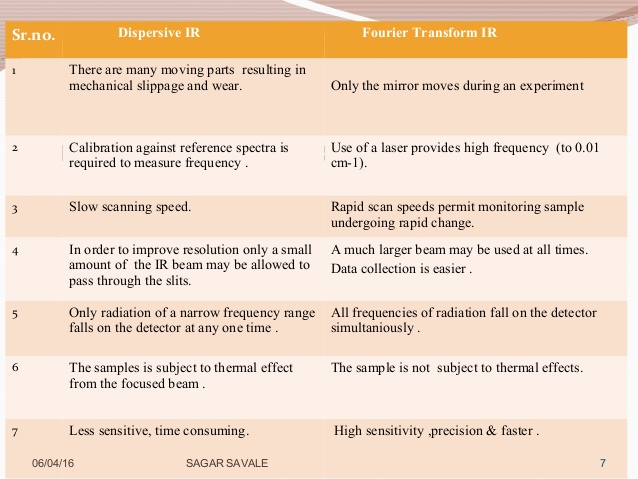 Sr.no. Dispersive IR Fourier Transform IR
1 There are many moving parts resulting in
mechanical slippage and wear.
Only the mirror moves during an experiment
2 Calibration against reference spectra is
required to measure frequency .
Use of a laser provides high frequency (to 0.01
cm-1).
3 Slow scanning speed.
Rapid scan speeds permit monitoring sample
undergoing rapid change.
4 In order to improve resolution only a small
amount of the IR beam may be allowed to
pass through the slits.
A much larger beam may be used at all times.
Data collection is easier .
5 Only radiation of a narrow frequency range
falls on the detector at any one time .
All frequencies of radiation fall on the detector
simultaniously .
6 The samples is subject to thermal effect
from the focused beam .
The sample is not subject to thermal effects.
7 Less sensitive, time consuming.
High sensitivity ,precision & faster .
06/04/16 SAGAR SAVALE 7